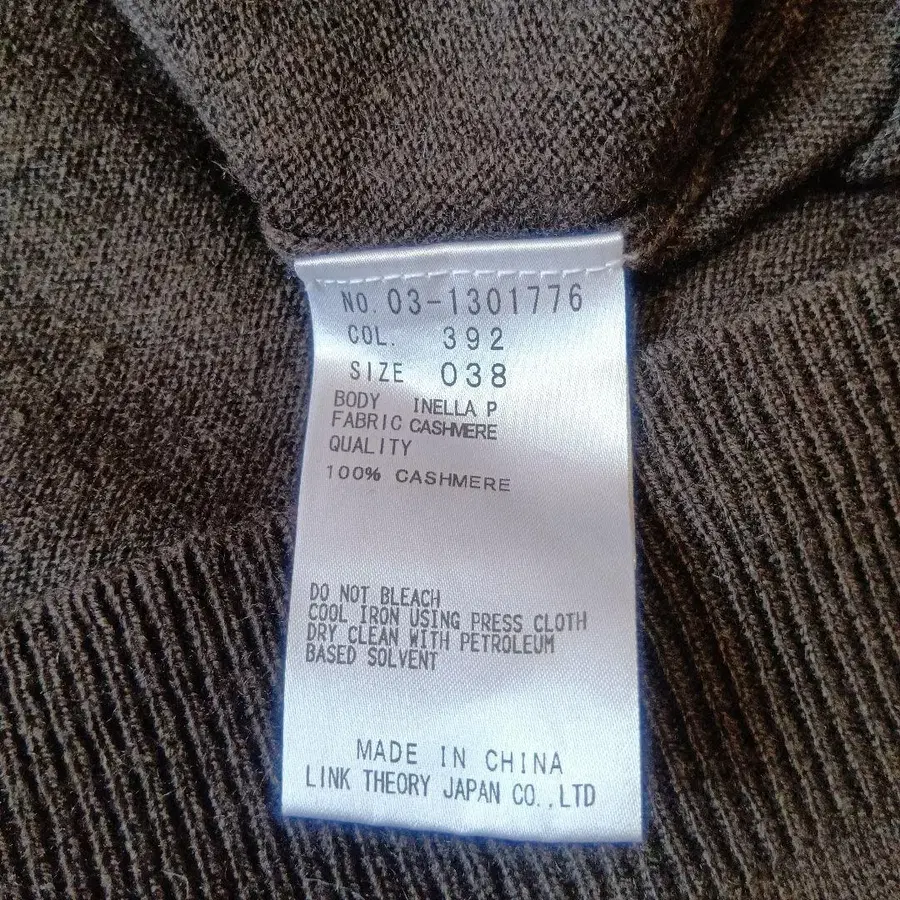 NO. 03-1301776
COL. 392
SIZE 038
BODY INELLA P
FABRIC CASHMERE
QUALITY
100% CASHMERE
DO NOT BLEACH
COOL IRON USING PRESS CLOTH
DRY CLEAN WITH PETROLEUM
BASED SOLVENT
MADE IN CHINA
LINK THEORY JAPAN CO.,LTD